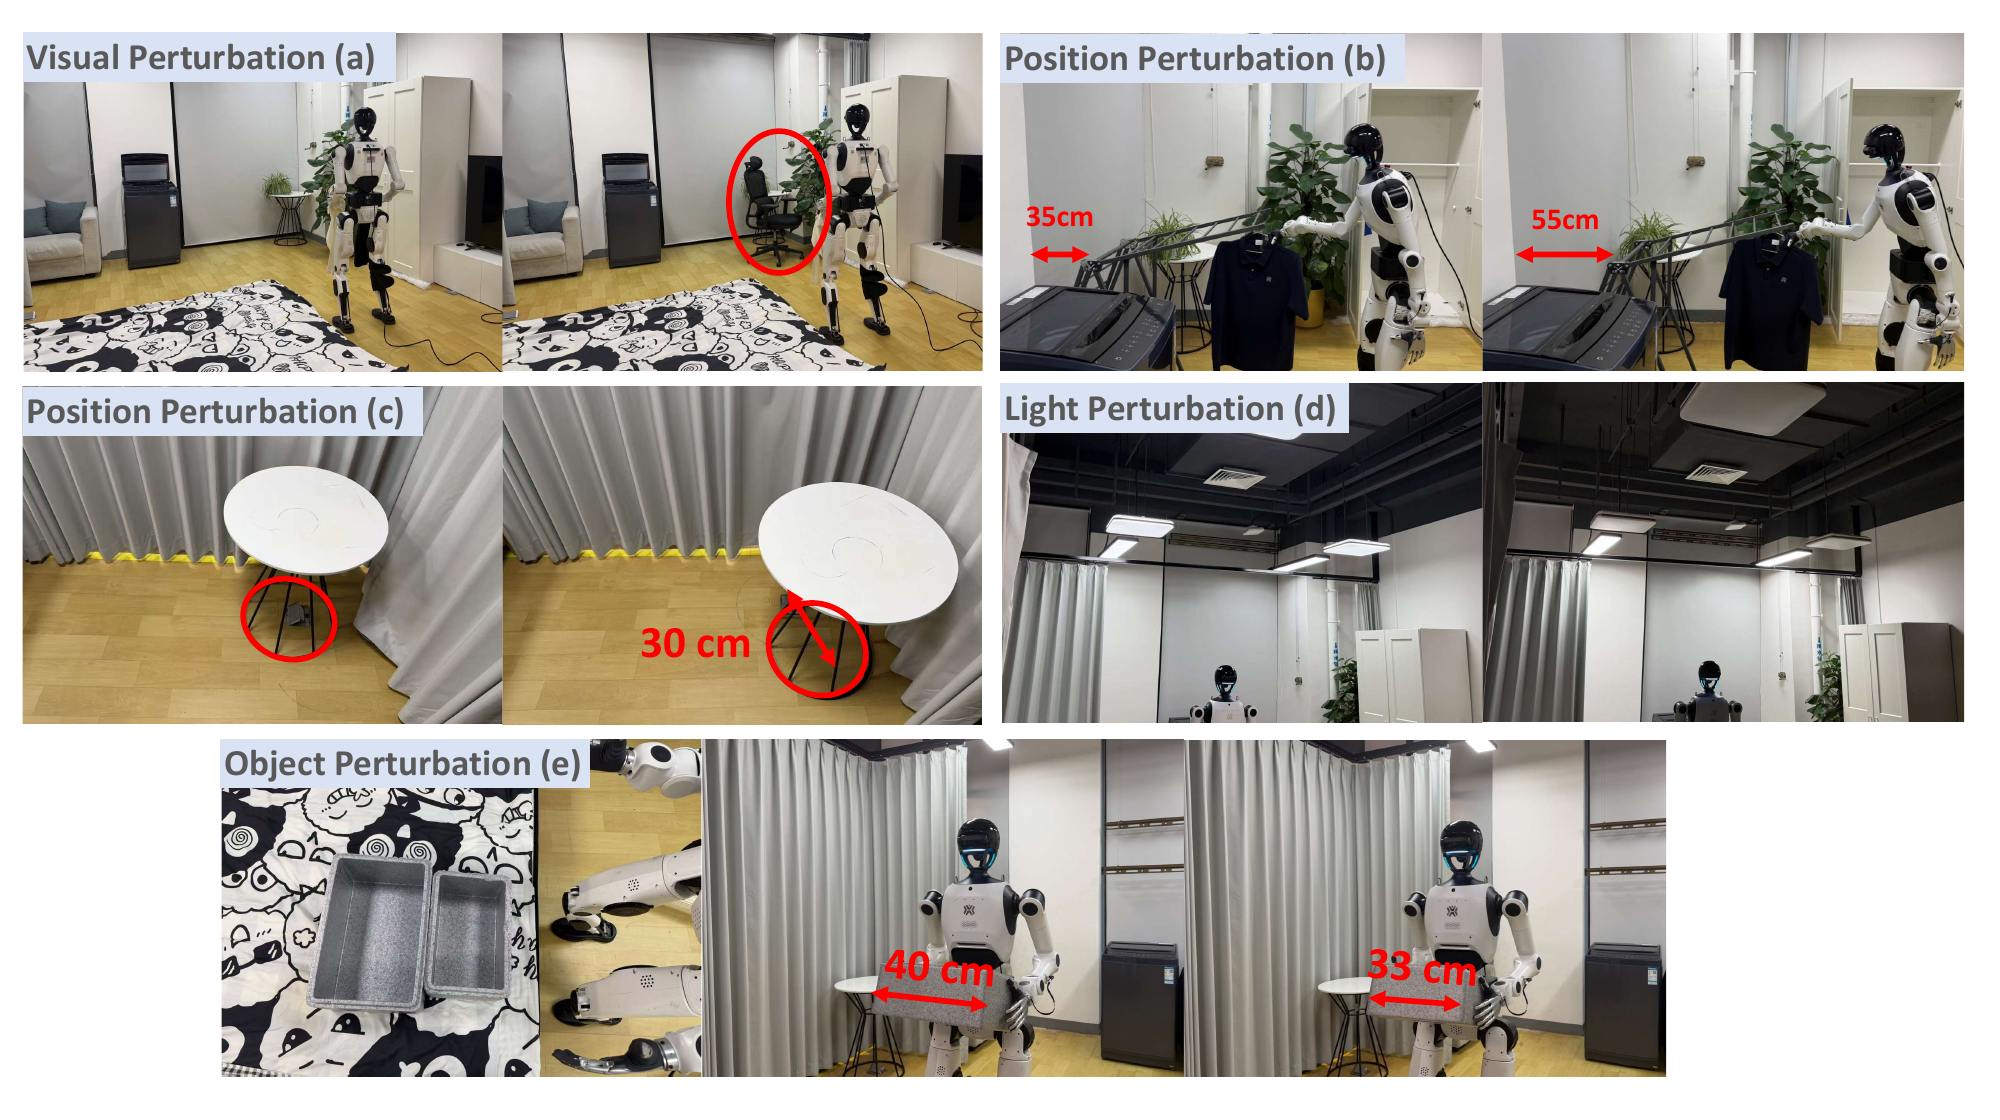 Visual Perturbation (a)
Position Perturbation (b)
35cm
55cm
Position Perturbation (c)
30 cm
Light Perturbation (d)
Object Perturbation (e)
40 cm
33 cm